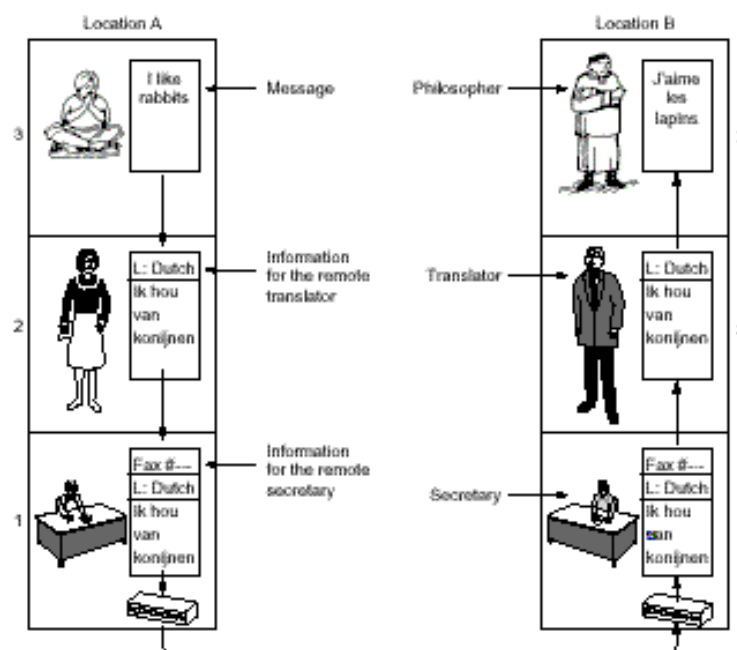 Location A
Location B
I like
rabbits
Message
Philosopher
J'aime
les
lapins
3
L: Dutch
Ik hou
van
konijnen
Information
for the remote
translator
Translator
L: Dutch
Ik hou
van
konijnen
2
Fax #---
L: Dutch
Ik hou
van
konijnen
Information
for the remote
secretary
Secretary
Fax #---
L: Dutch
Ik hou
van
konijnen
1